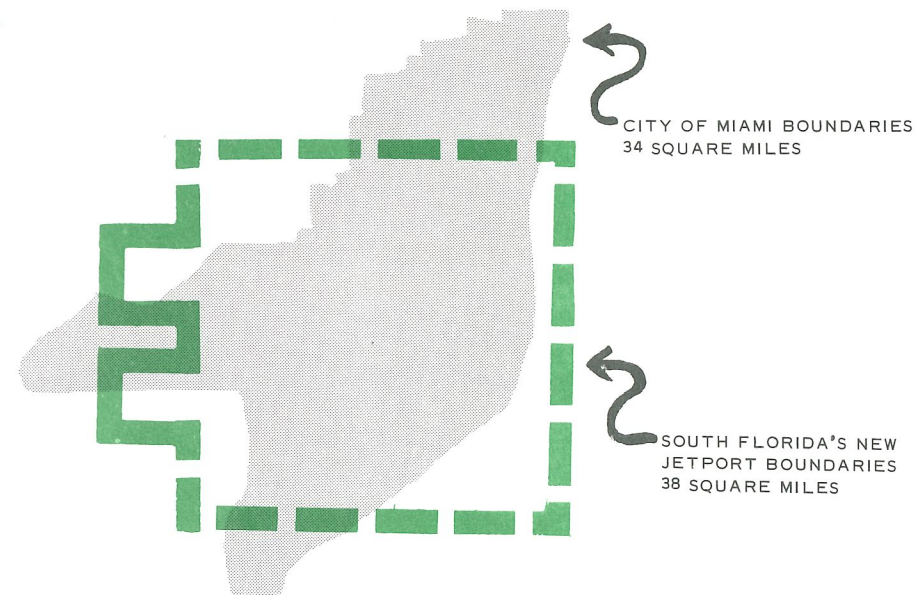 CITY OF MIAMI BOUNDARIES
34 SQUARE MILES
SOUTH FLORIDA'S NEW
JETPORT BOUNDARIES
38 SQUARE MILES